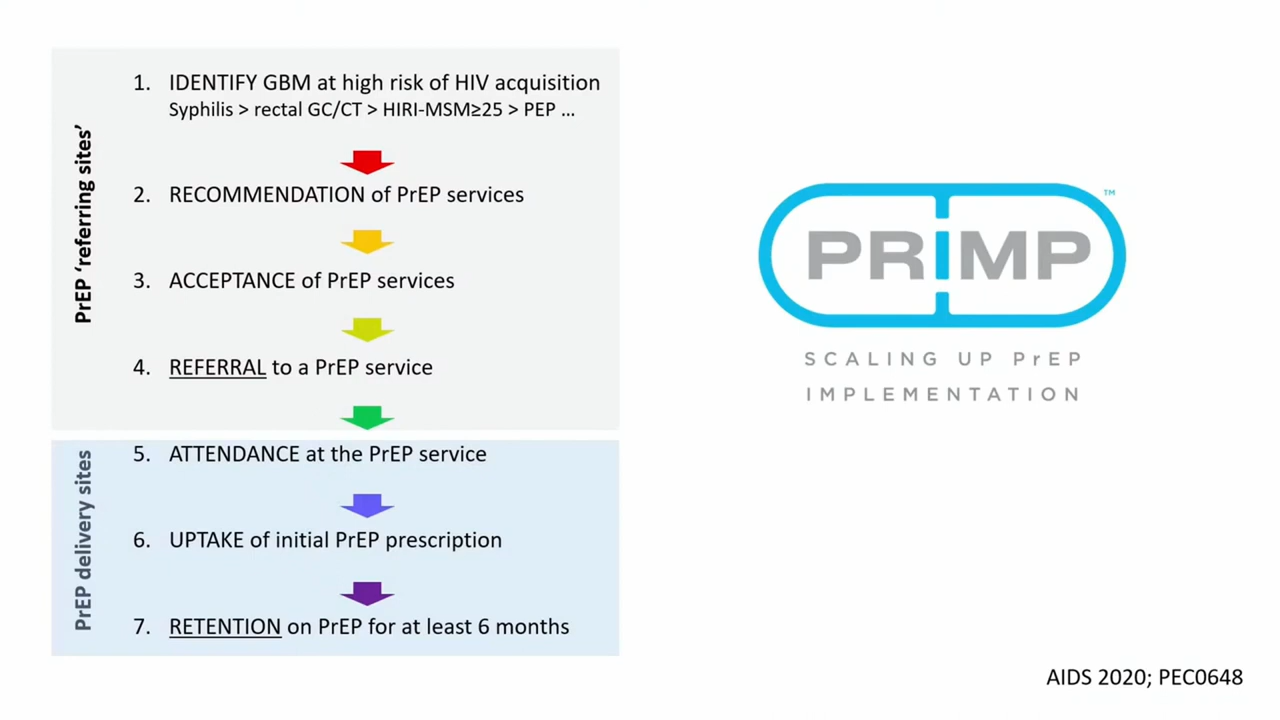 PrEP 'referring sites'
1. IDENTIFY GBM at high risk of HIV acquisition
Syphilis > rectal GC/CT > HIRI-MSM≥25 > PEP ...
2. RECOMMENDATION of PrEP services
3. ACCEPTANCE of PrEP services
4. REFERRAL to a PrEP service
PrEP delivery sites
5. ATTENDANCE at the PrEP service
6. UPTAKE of initial PrEP prescription
7. RETENTION on PrEP for at least 6 months
PRiMP™
SCALING UP PrEP
IMPLEMENTATION
AIDS 2020; PEC0648